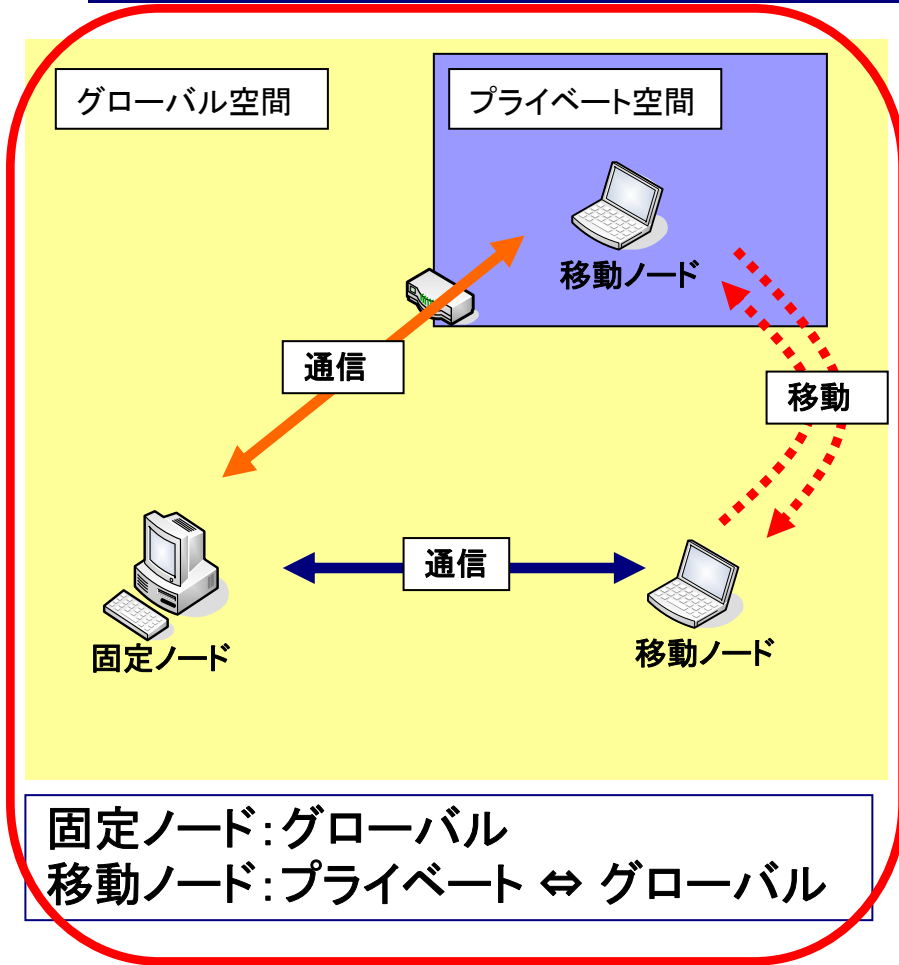 グローバル空間
プライベート空間
移動ノード
通信
移動
通信
固定ノード
移動ノード
固定ノード：グローバル
移動ノード：プライベート ⇔ グローバル